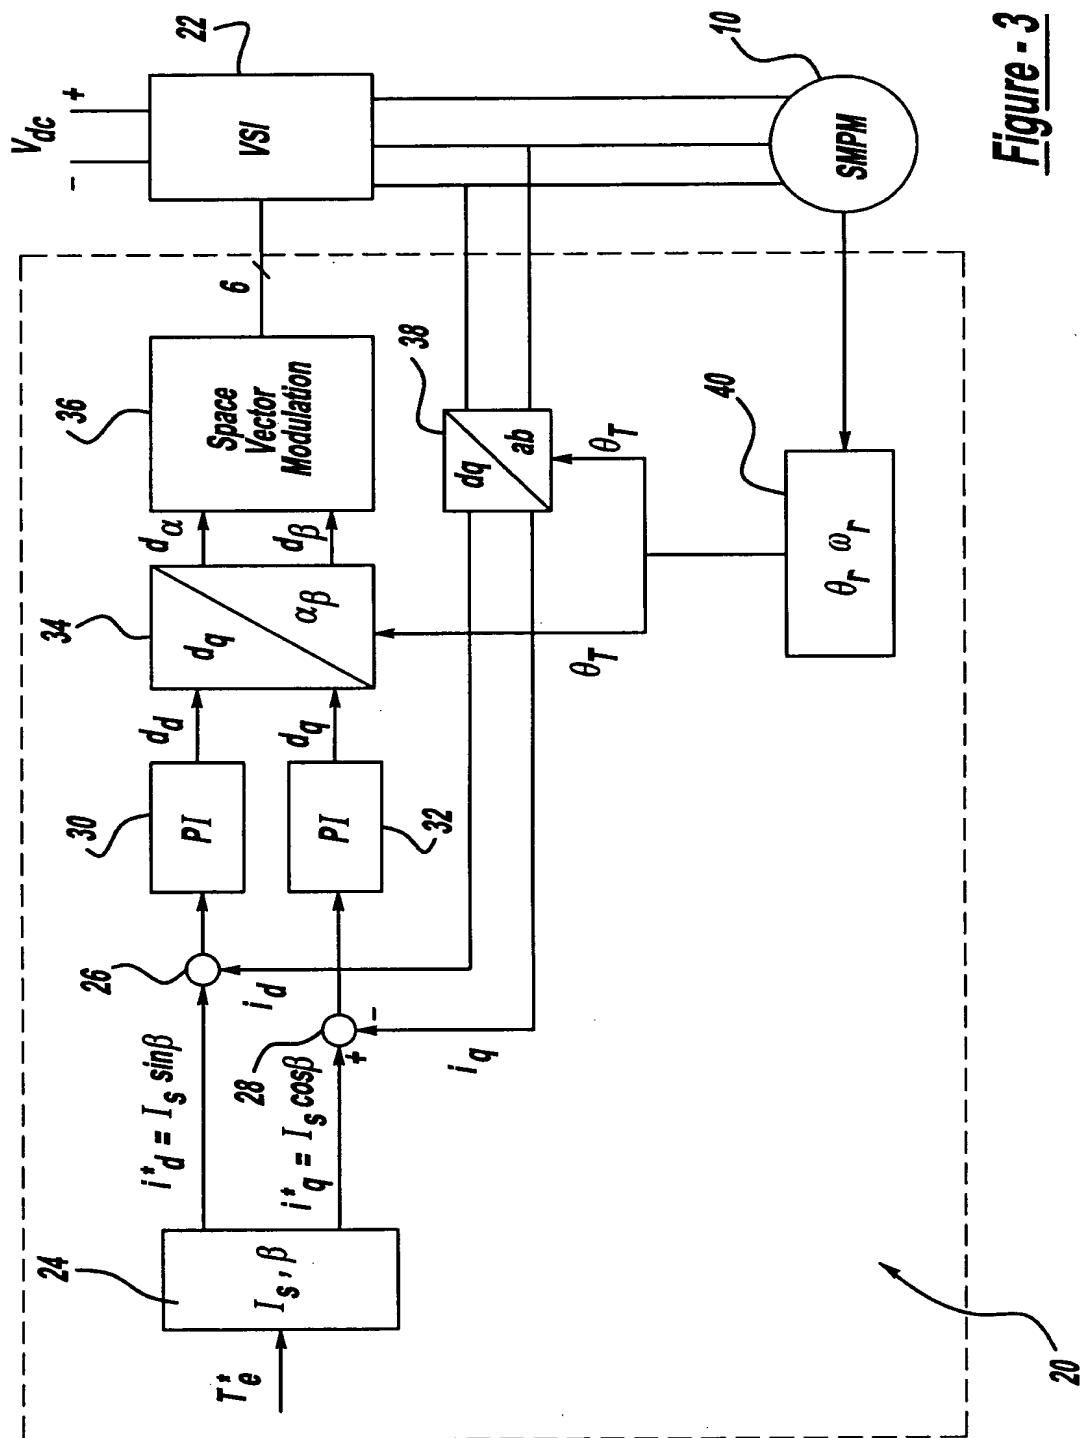 V_dc
- +
22
VSI
10
SMPM
6
36
Space
Vector
Modulation
d_α
d_β
34
d_q
α_β
d_d
d_q
30
PI
32
PI
26
28
+
-
i_d
i_q
i*_d = I_s sinβ
i*_q = I_s cosβ
24
I_s, β
T*_e
38
dq
ab
θ_T
θ_T
40
θ_r ω_r
20
Figure - 3